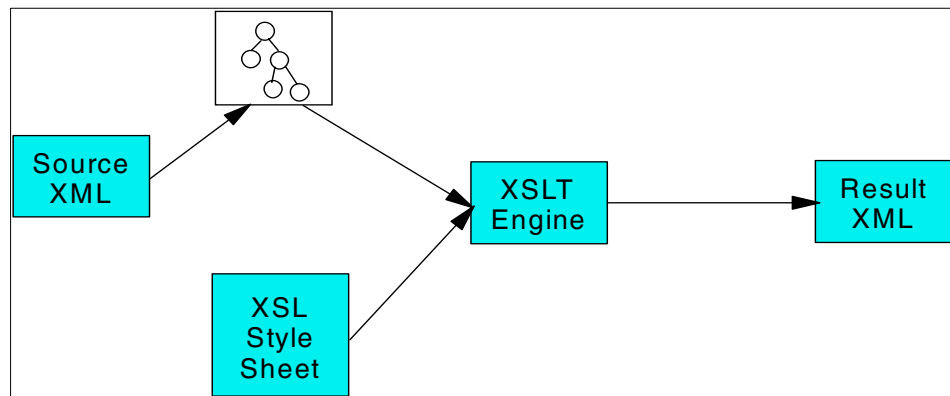 Source
XML
XSL
Style
Sheet
XSLT
Engine
Result
XML